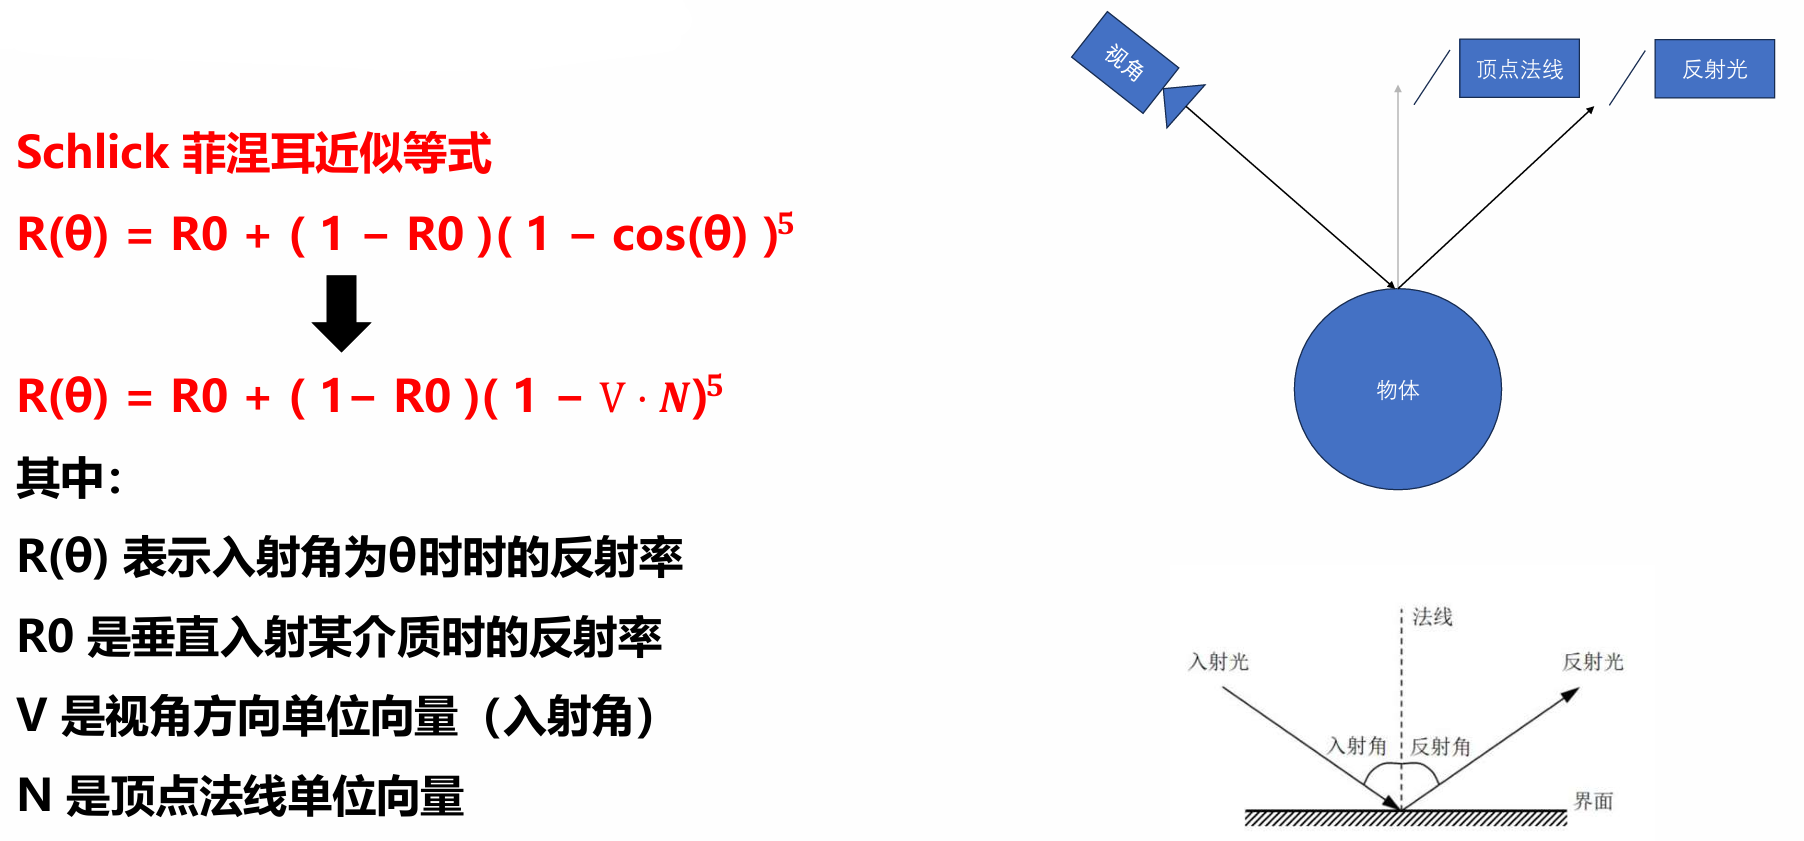 Schlick 菲涅耳近似等式
R(θ) = R0 + ( 1 – R0 )( 1 – cos(θ) )⁵
R(θ) = R0 + ( 1– R0 )( 1 – V · N)⁵
其中：
R(θ) 表示入射角为θ时时的反射率
R0 是垂直入射某介质时的反射率
V 是视角方向单位向量（入射角）
N 是顶点法线单位向量
视角
顶点法线
反射光
物体
法线
入射光
反射光
入射角
反射角
界面